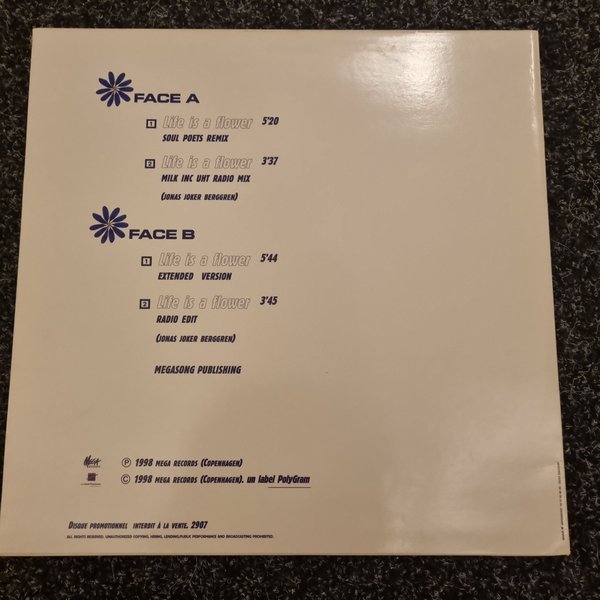 FACE A
1 Life is a flower 5'20
SOUL POETS REMIX
2 Life is a flower 3'37
MILK INC UHT RADIO MIX
(JONAS JOKER BERGGREN)
FACE B
1 Life is a flower 5'44
EXTENDED VERSION
2 Life is a flower 3'45
RADIO EDIT
(JONAS JOKER BERGGREN)
MEGASONG PUBLISHING
MEGA
℗ 1998 MEGA RECORDS (COPENHAGEN)
© 1998 MEGA RECORDS (COPENHAGEN). un label PolyGram
DISQUE PROMOTIONNEL INTERDIT À LA VENTE. 2907
ALL RIGHTS RESERVED. UNAUTHORIZED COPYING, HIRING, LENDING/PUBLIC PERFORMANCE AND BROADCASTING PROHIBITED.